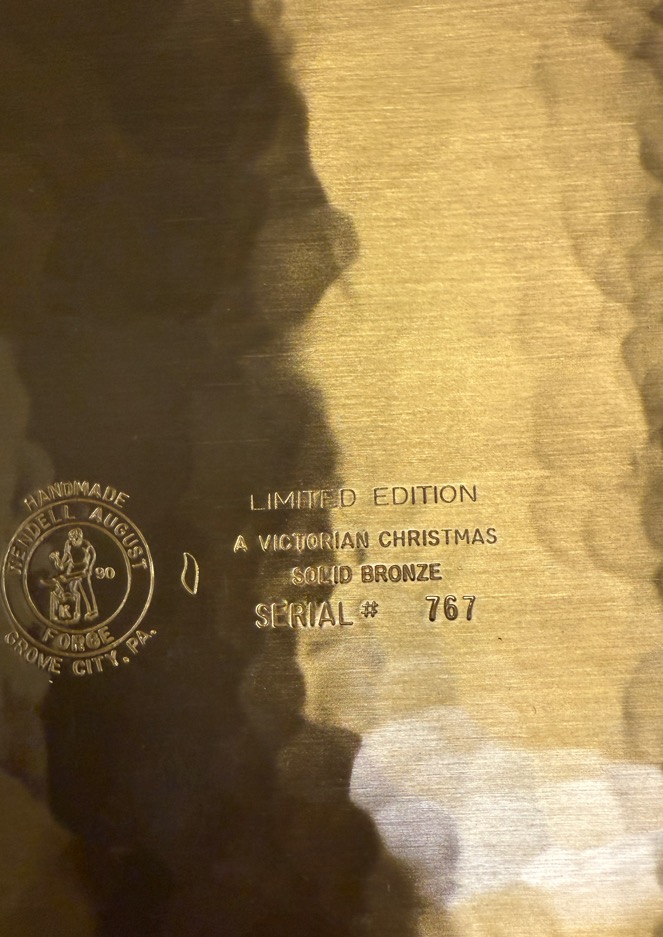 HANDMADE
WENDELL AUGUST
90
K
FORGE
GROVE CITY, PA.
LIMITED EDITION
A VICTORIAN CHRISTMAS
SOLID BRONZE
SERIAL # 767